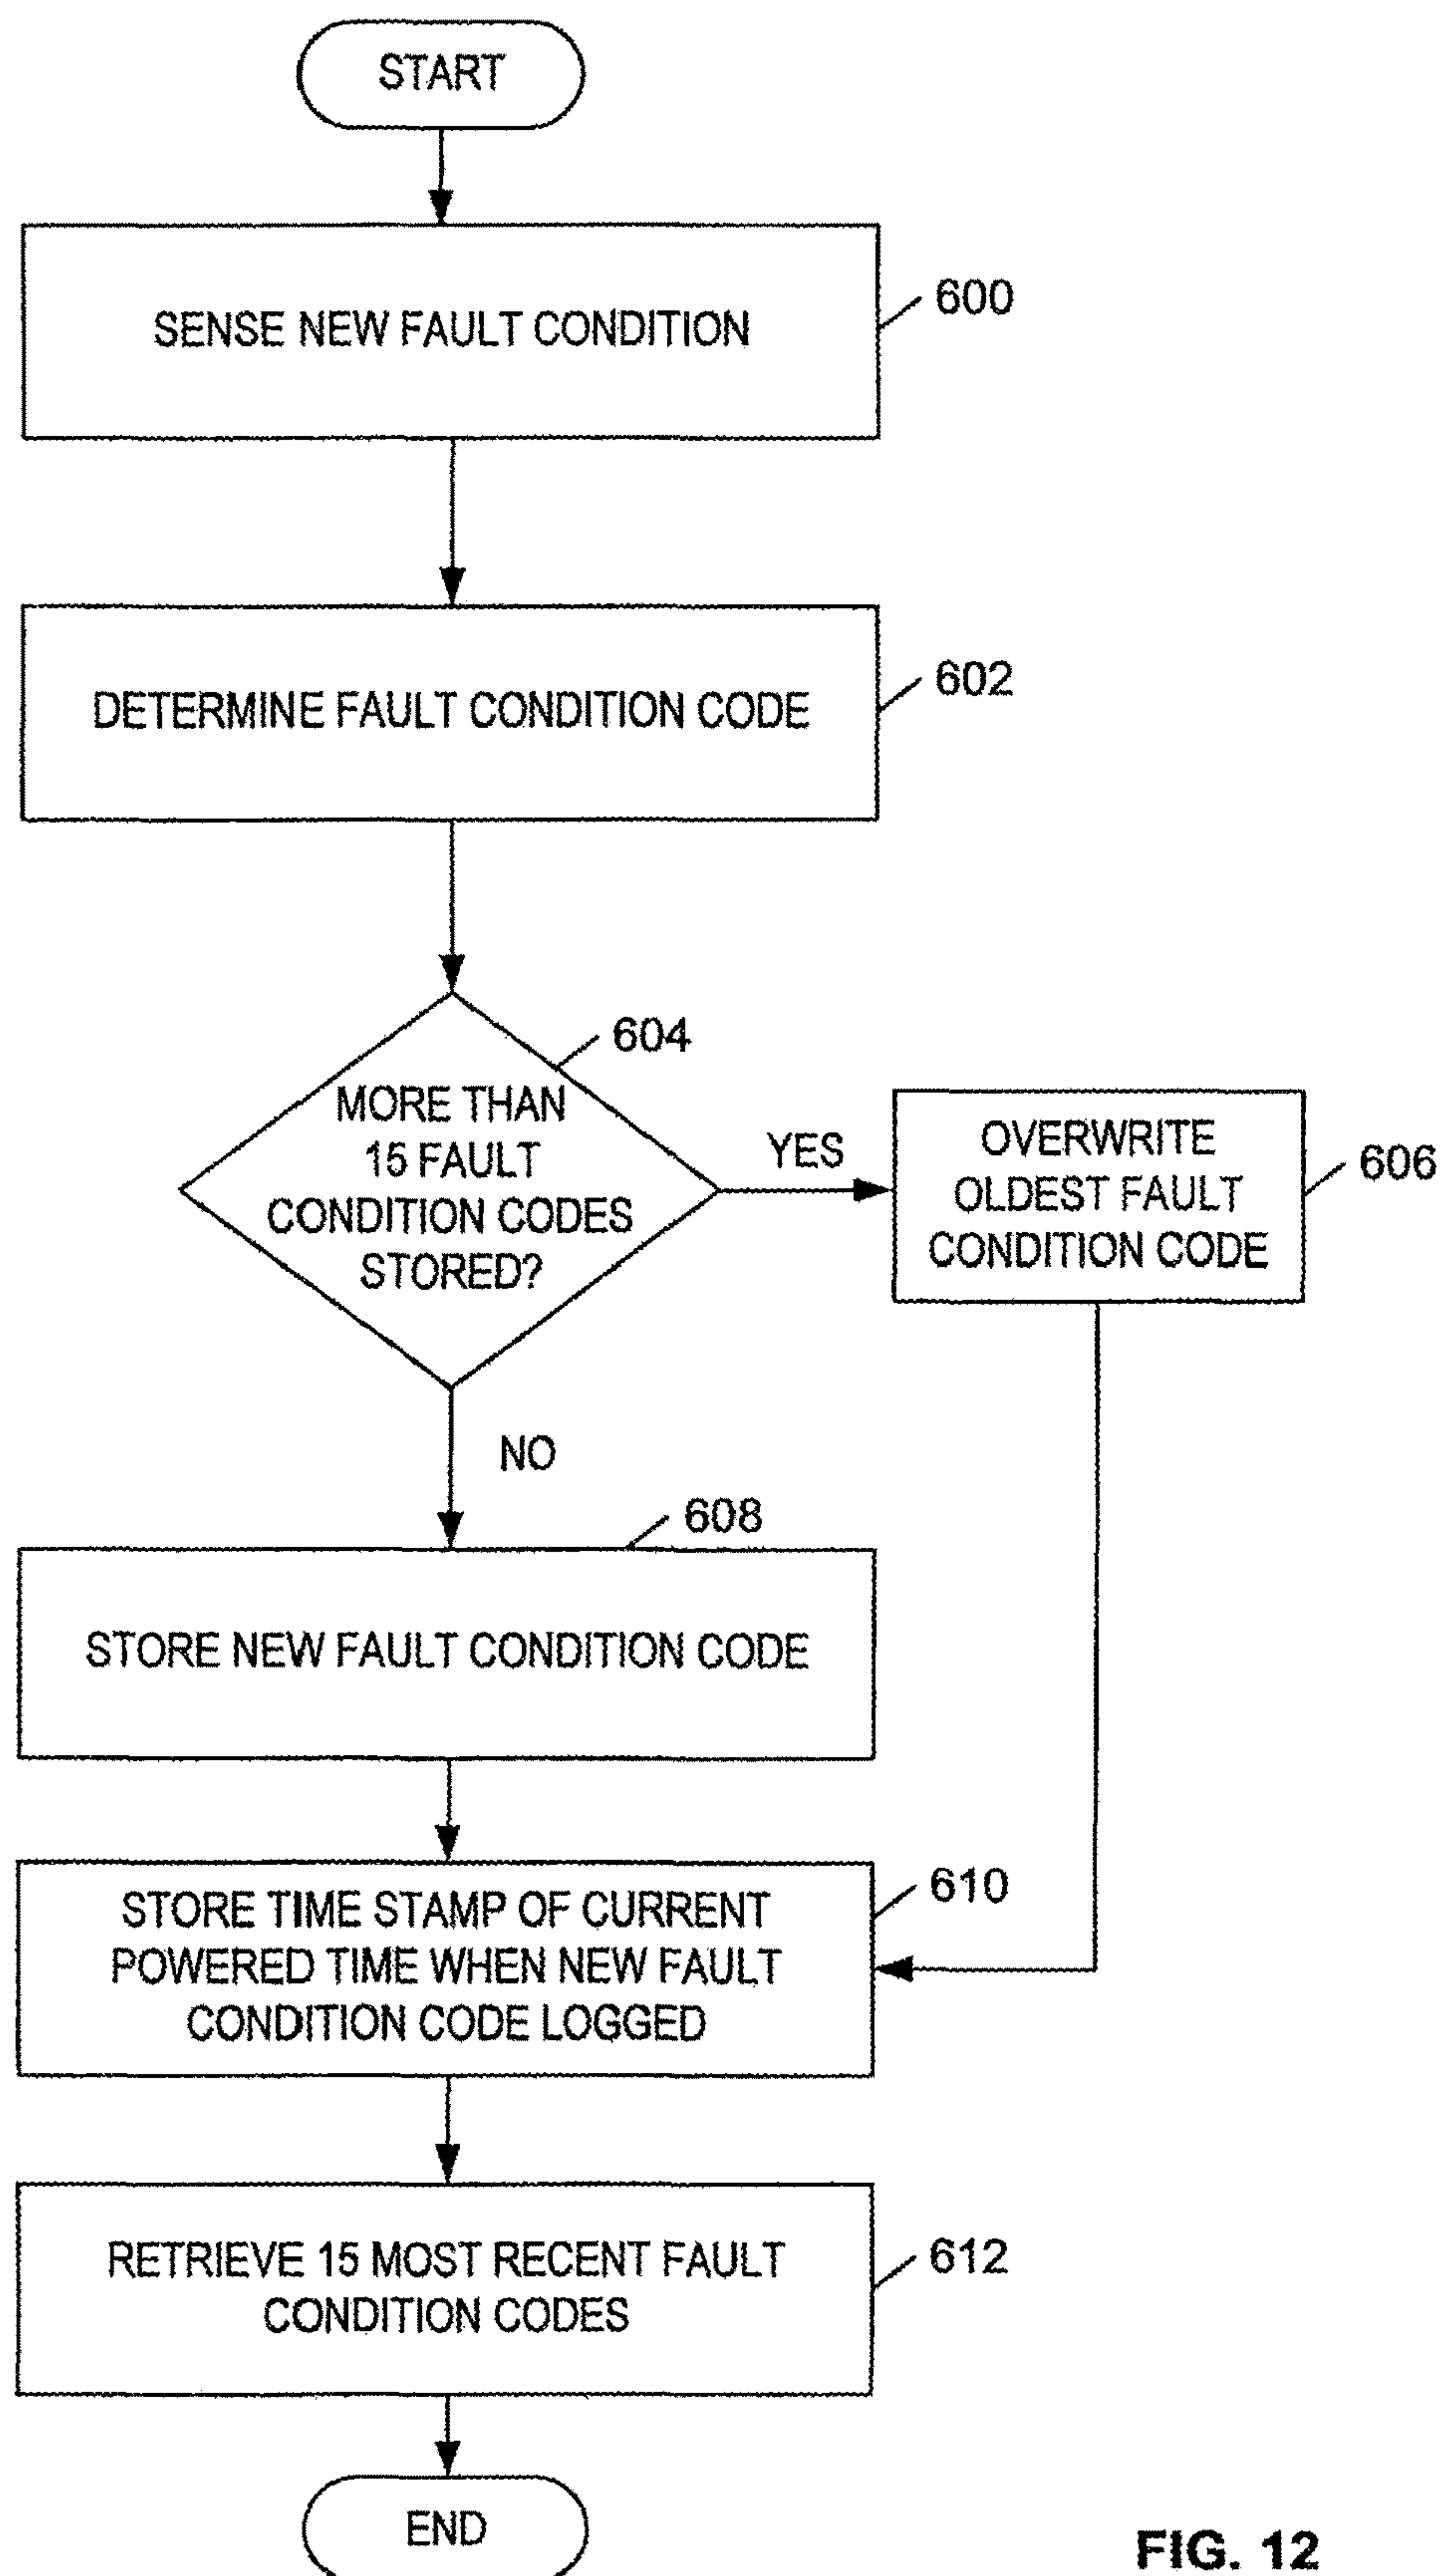 START
SENSE NEW FAULT CONDITION
600
DETERMINE FAULT CONDITION CODE
602
604
MORE THAN
15 FAULT
CONDITION CODES
STORED?
YES
OVERWRITE
OLDEST FAULT
CONDITION CODE
606
NO
608
STORE NEW FAULT CONDITION CODE
STORE TIME STAMP OF CURRENT
POWERED TIME WHEN NEW FAULT
CONDITION CODE LOGGED
610
RETRIEVE 15 MOST RECENT FAULT
CONDITION CODES
612
END
FIG. 12